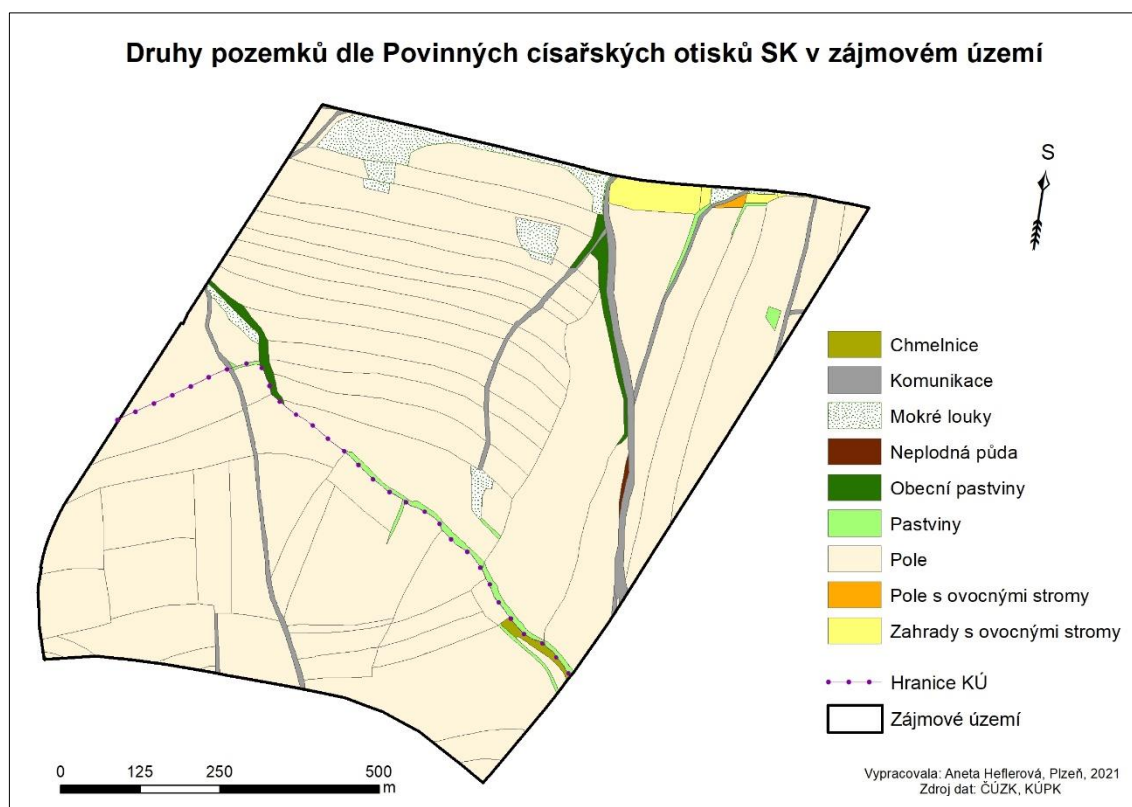 Druhy pozemků dle Povinných císařských otisků SK v zájmovém území
S
Chmelnice
Komunikace
Mokré louky
Neplodná půda
Obecní pastviny
Pastviny
Pole
Pole s ovocnými stromy
Zahrady s ovocnými stromy
Hranice KÚ
Zájmové území
0 125 250 500
m
Vypracovala: Aneta Heflerová, Plzeň, 2021
Zdroj dat: ČÚZK, KÚPK